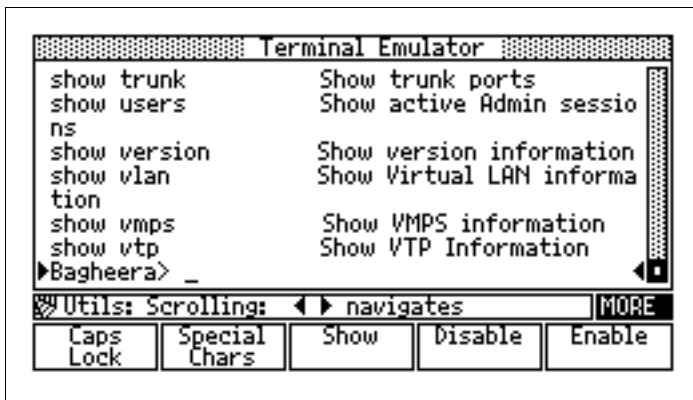 Terminal Emulator
show trunk Show trunk ports
show users Show active Admin sessio
ns
show version Show version information
show vlan Show Virtual LAN informa
tion
show vmps Show VMPS information
show vtp Show VTP Information
Bagheera> _
Utils: Scrolling: ◀ ▶ navigates MORE
Caps Lock Special Chars Show Disable Enable